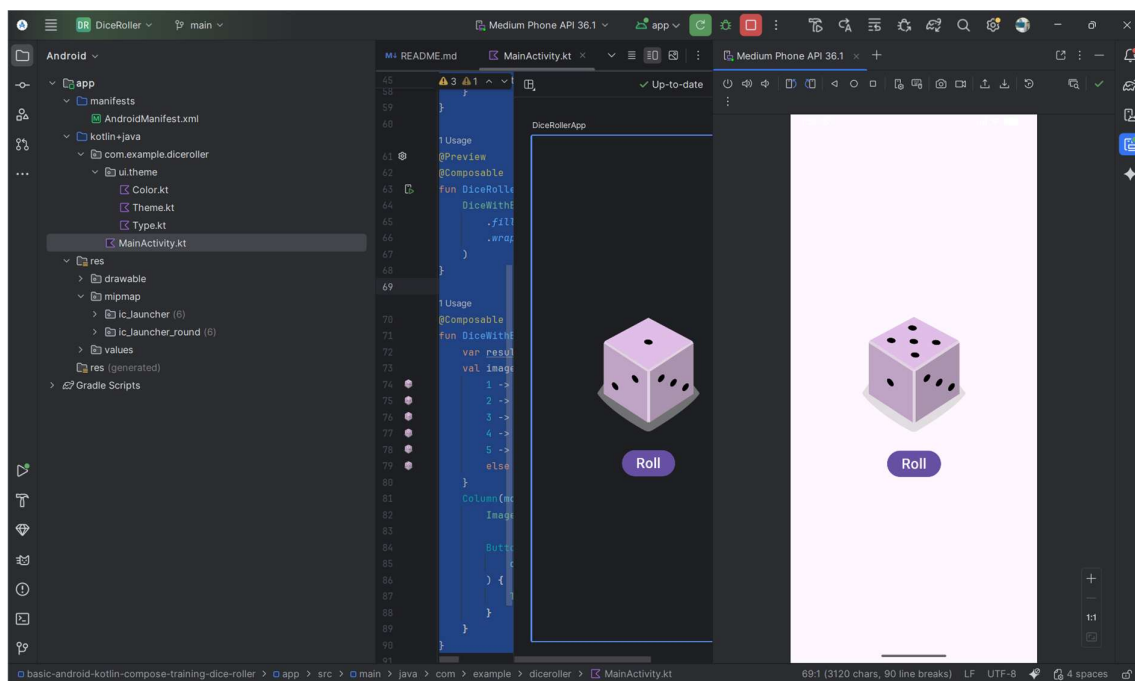 DR DiceRoller main Medium Phone API 36.1 app
Android
app
manifests
AndroidManifest.xml
kotlin+java
com.example.diceroller
ui.theme
Color.kt
Theme.kt
Type.kt
MainActivity.kt
res
drawable
mipmap
ic_launcher (6)
ic_launcher_round (6)
values
res (generated)
Gradle Scripts
README.md MainActivity.kt
45 3 1
58 }
59 }
60
1 Usage
61 @Preview
62 @Composable
63 fun DiceRolle
64 DiceWithB
65 .fill
66 .wrap
67 )
68 }
69
1 Usage
70 @Composable
71 fun DiceWithB
72 var resul
73 val image
74 1 ->
75 2 ->
76 3 ->
77 4 ->
78 5 ->
79 else
80 }
81 Column(mo
82 Image
83
84 Butto
85
86 ) {
87
88 }
89 }
90 }
91
Up-to-date
DiceRollerApp
Roll
Medium Phone API 36.1
Roll
1:1
basic-android-kotlin-compose-training-dice-roller > app > src > main > java > com > example > diceroller > MainActivity.kt 69:1 (3120 chars, 90 line breaks) LF UTF-8 4 spaces